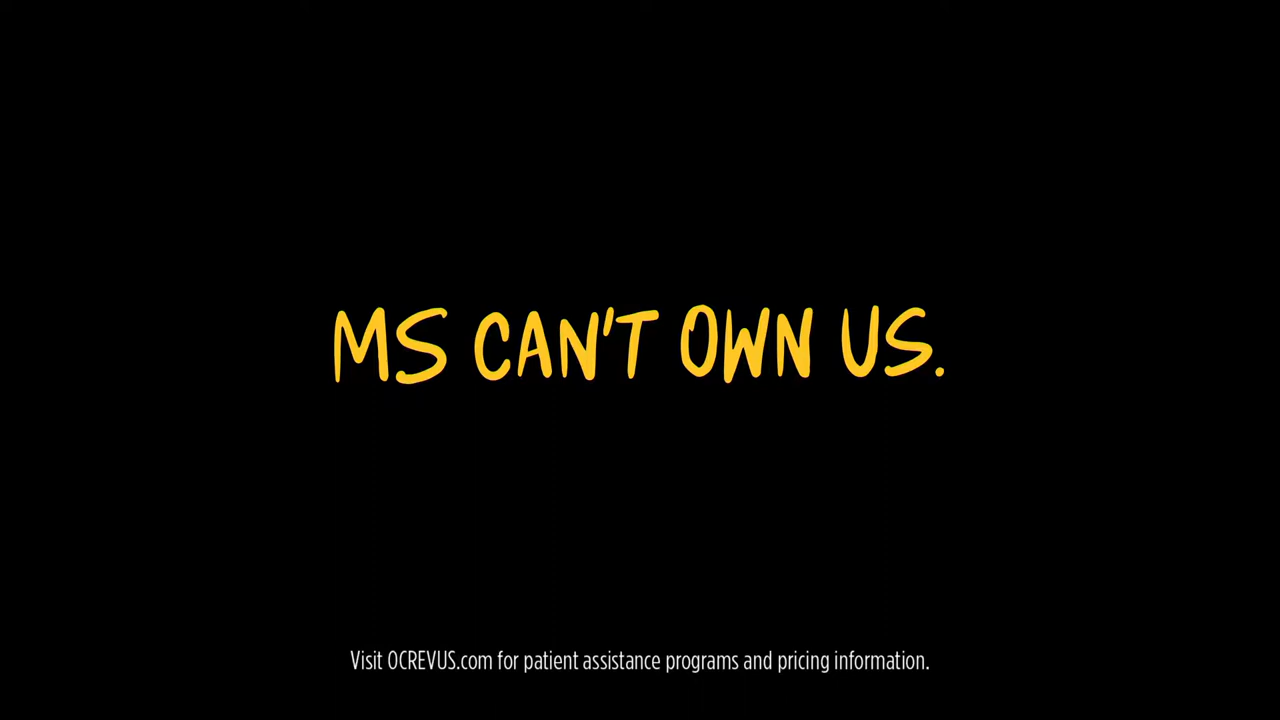 MS CAN'T OWN US.
Visit OCREVUS.com for patient assistance programs and pricing information.